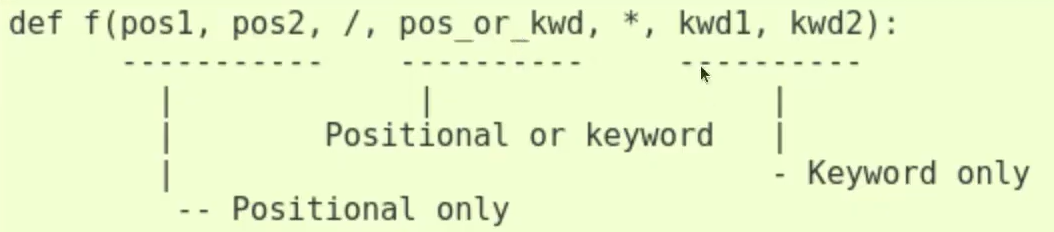 def f(pos1, pos2, /, pos_or_kwd, *, kwd1, kwd2):
      -----------    ----------     ----------
        |             |                  |
        |        Positional or keyword   |
        |                                - Keyword only
         -- Positional only